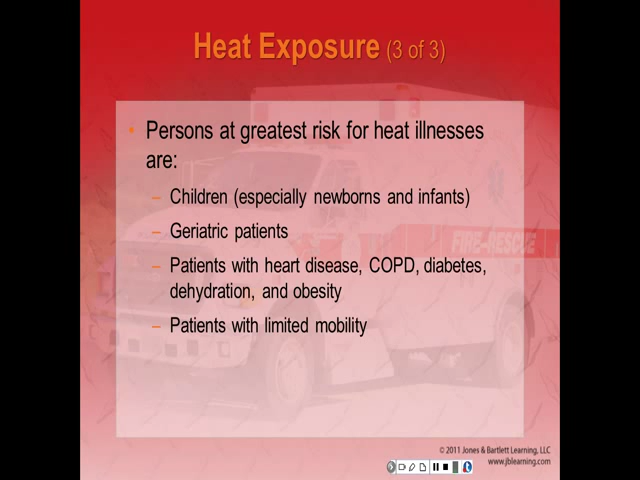 Heat Exposure (3 of 3)
• Persons at greatest risk for heat illnesses
are:
– Children (especially newborns and infants)
– Geriatric patients
– Patients with heart disease, COPD, diabetes,
dehydration, and obesity
– Patients with limited mobility
FIRE-RESCUE
© 2011 Jones & Bartlett Learning, LLC
www.jblearning.com